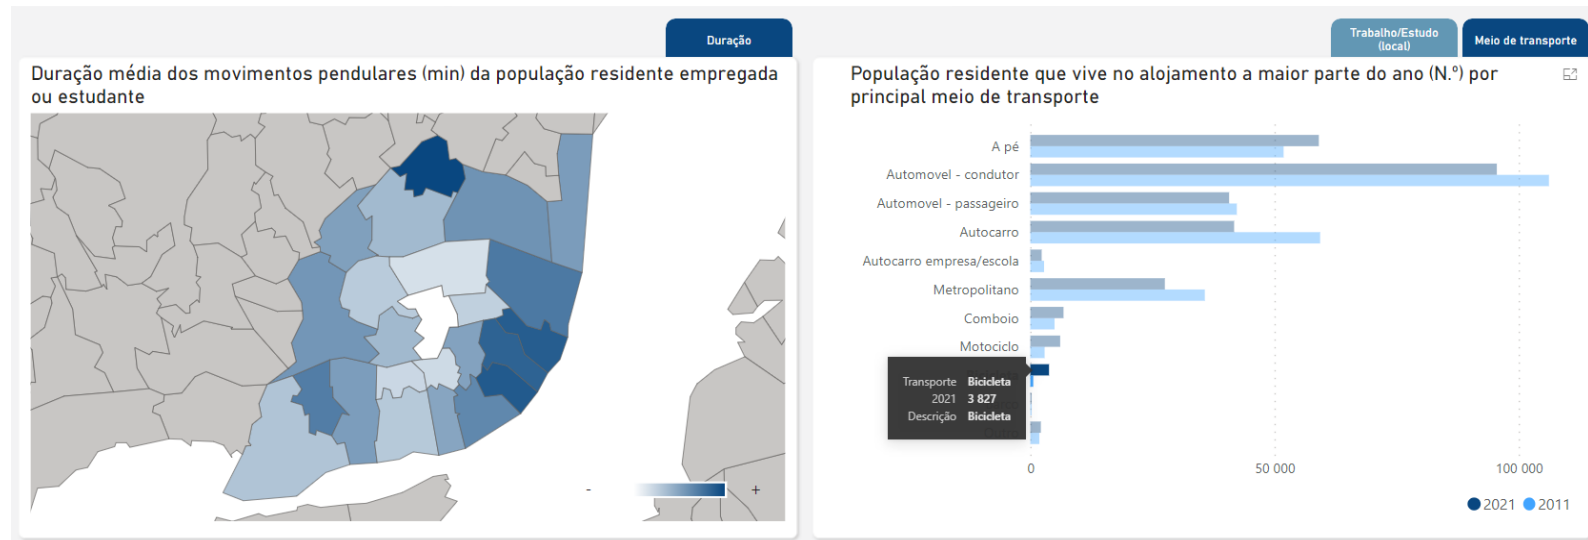 Duração
Duração média dos movimentos pendulares (min) da população residente empregada
ou estudante
-
+
Trabalho/Estudo
(local)
Meio de transporte
População residente que vive no alojamento a maior parte do ano (N.º) por
principal meio de transporte
A pé
Automovel - condutor
Automovel - passageiro
Autocarro
Autocarro empresa/escola
Metropolitano
Comboio
Motociclo
Transporte Bicicleta
2021 3 827
Descrição Bicicleta
0
50 000
100 000
2021
2011